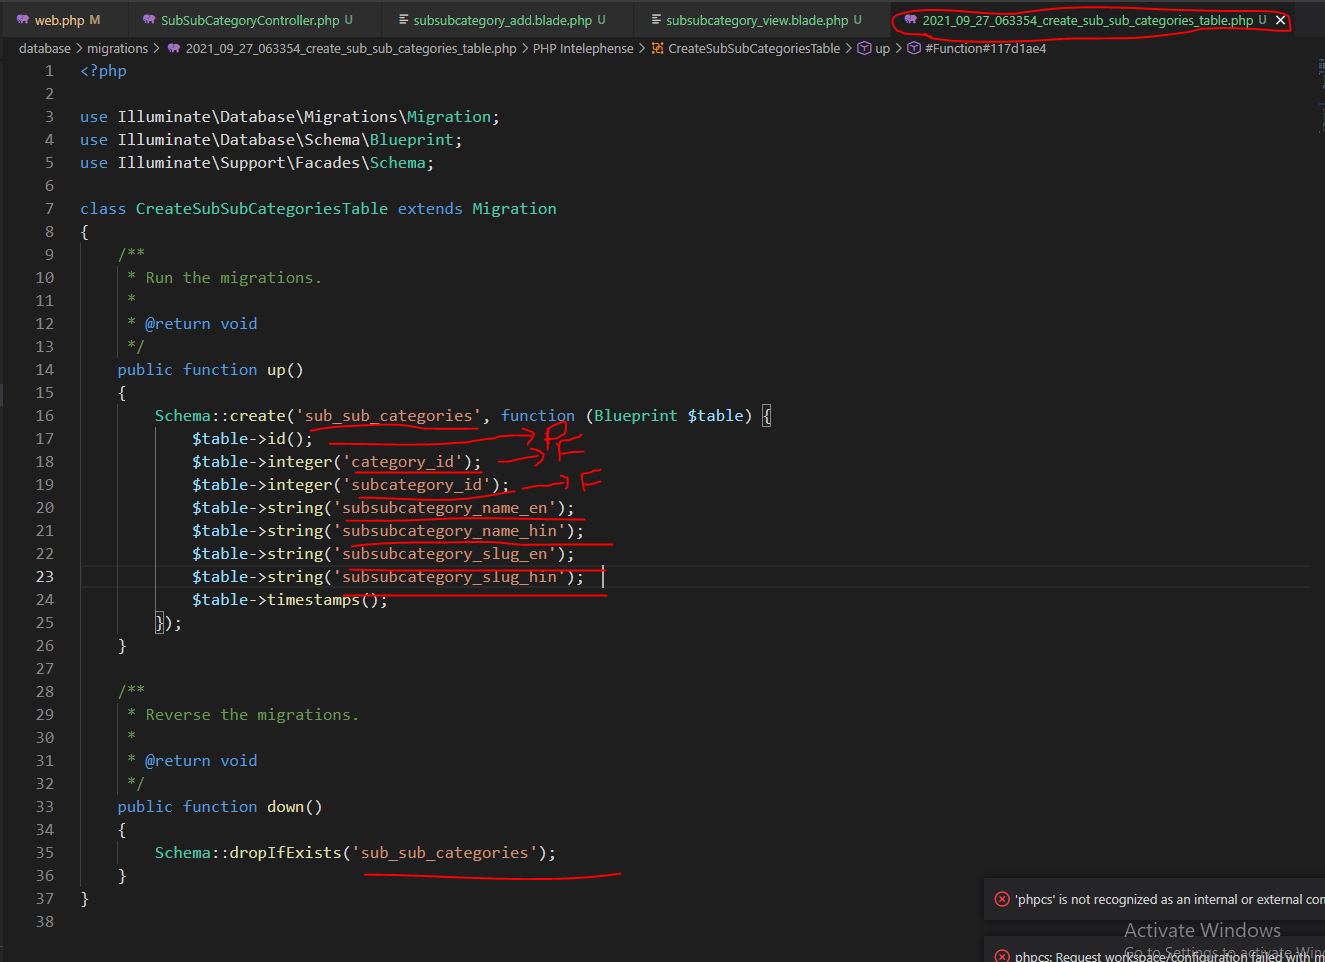 web.php M SubSubCategoryController.php U subsubcategory_add.blade.php U subsubcategory_view.blade.php U 2021_09_27_063354_create_sub_sub_categories_table.php U
database > migrations > 2021_09_27_063354_create_sub_sub_categories_table.php > PHP Intelephense > CreateSubSubCategoriesTable > up > #Function#117d1ae4
1 <?php
2
3 use Illuminate\Database\Migrations\Migration;
4 use Illuminate\Database\Schema\Blueprint;
5 use Illuminate\Support\Facades\Schema;
6
7 class CreateSubSubCategoriesTable extends Migration
8 {
9     /**
10      * Run the migrations.
11      *
12      * @return void
13      */
14     public function up()
15     {
16         Schema::create('sub_sub_categories', function (Blueprint $table) {
17             $table->id(); P
18             $table->integer('category_id'); F
19             $table->integer('subcategory_id'); F
20             $table->string('subsubcategory_name_en');
21             $table->string('subsubcategory_name_hin');
22             $table->string('subsubcategory_slug_en');
23             $table->string('subsubcategory_slug_hin');
24             $table->timestamps();
25         });
26     }
27
28     /**
29      * Reverse the migrations.
30      *
31      * @return void
32      */
33     public function down()
34     {
35         Schema::dropIfExists('sub_sub_categories');
36     }
37 }
38
'phpcs' is not recognized as an internal or external com
Activate Windows
Go to Settings to activate Win
phpcs: Request workspace/configuration failed with m